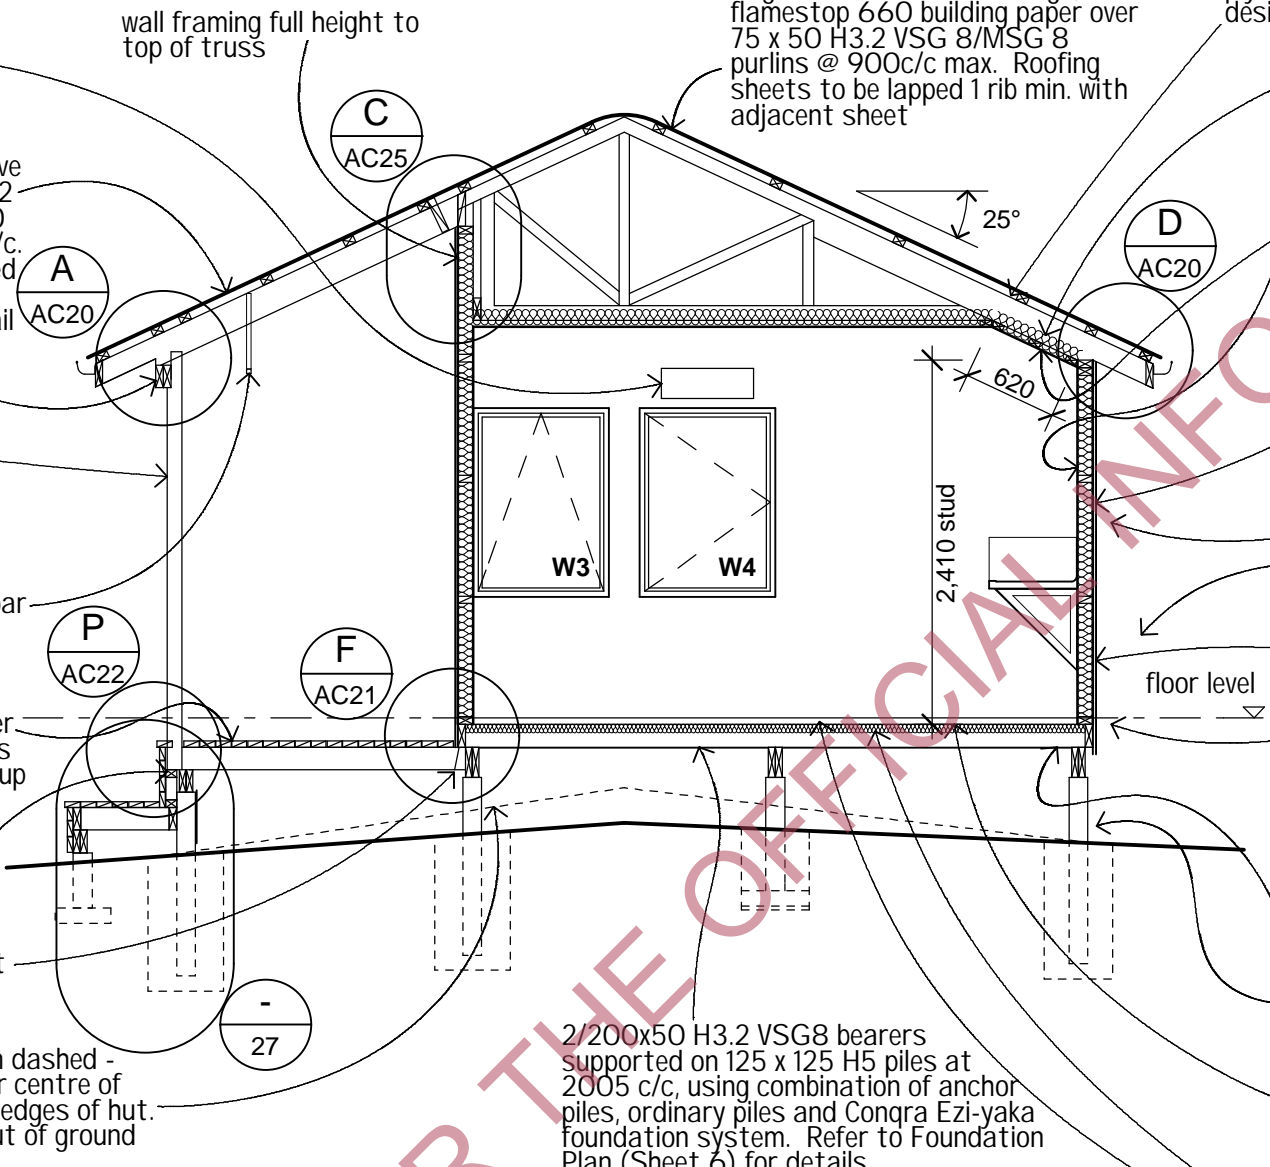 wall framing full height to
top of truss
flamestop 660 building paper over
75 x 50 H3.2 VSG 8/MSG 8
purlins @ 900c/c max. Roofing
sheets to be lapped 1 rib min. with
adjacent sheet
C
AC25
25°
D
AC20
A
AC20
620
2,410 stud
W3
W4
P
AC22
F
AC21
floor level
up
-
27
dashed -
centre of
edges of hut.
of ground
2/200x50 H3.2 VSG8 bearers
supported on 125 x 125 H5 piles at
2005 c/c, using combination of anchor
piles, ordinary piles and Conqra Ezi-yaka
foundation system. Refer to Foundation
Plan (Sheet 6) for details
THE OFFICIAL